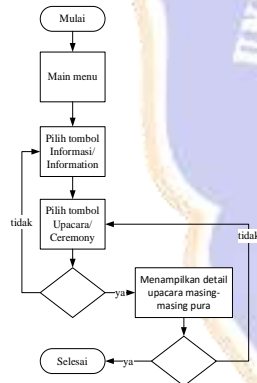 Mulai
Main menu
Pilih tombol
Informasi/
Information
Pilih tombol
Upacara/
Ceremony
tidak
tidak
ya
Menampilkan detail
upacara masing-
masing pura
Selesai
ya